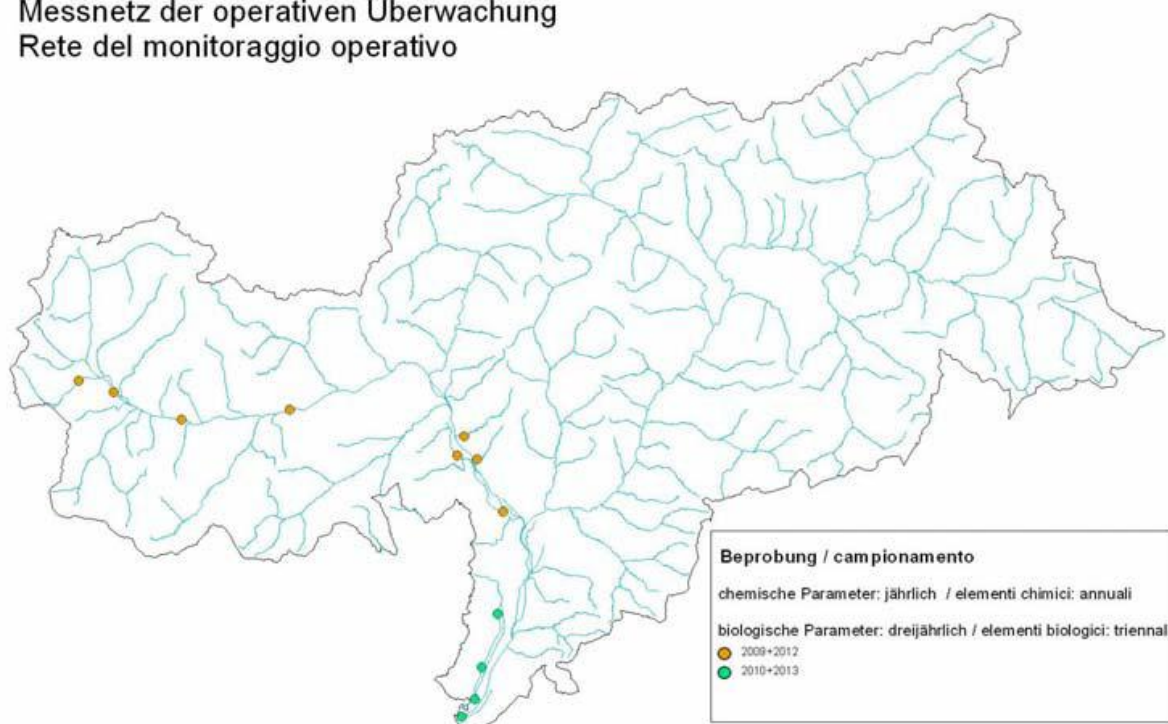 Messnetz der operativen Überwachung
Rete del monitoraggio operativo
Beprobung / campionamento
chemische Parameter: jährlich / elementi chimici: annuali
biologische Parameter: dreijährlich / elementi biologici: triennal
2009+2012
2010+2013